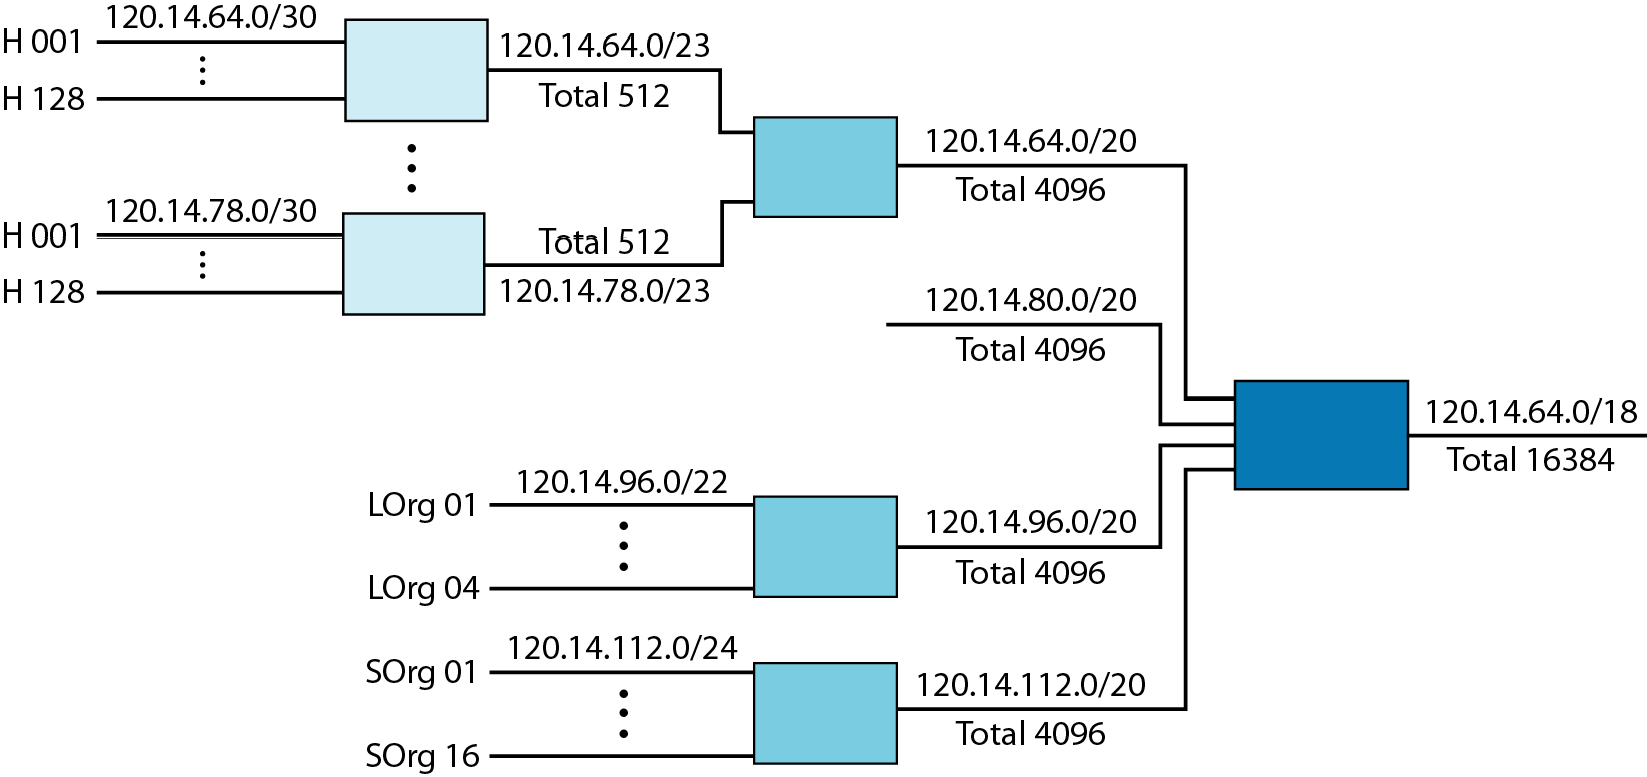 120.14.64.0/30
H 001
H 128
120.14.64.0/23
Total 512
120.14.78.0/30
H 001
H 128
Total 512
120.14.78.0/23
120.14.64.0/20
Total 4096
120.14.80.0/20
Total 4096
120.14.64.0/18
Total 16384
120.14.96.0/22
LOrg 01
LOrg 04
120.14.96.0/20
Total 4096
120.14.112.0/24
SOrg 01
SOrg 16
120.14.112.0/20
Total 4096